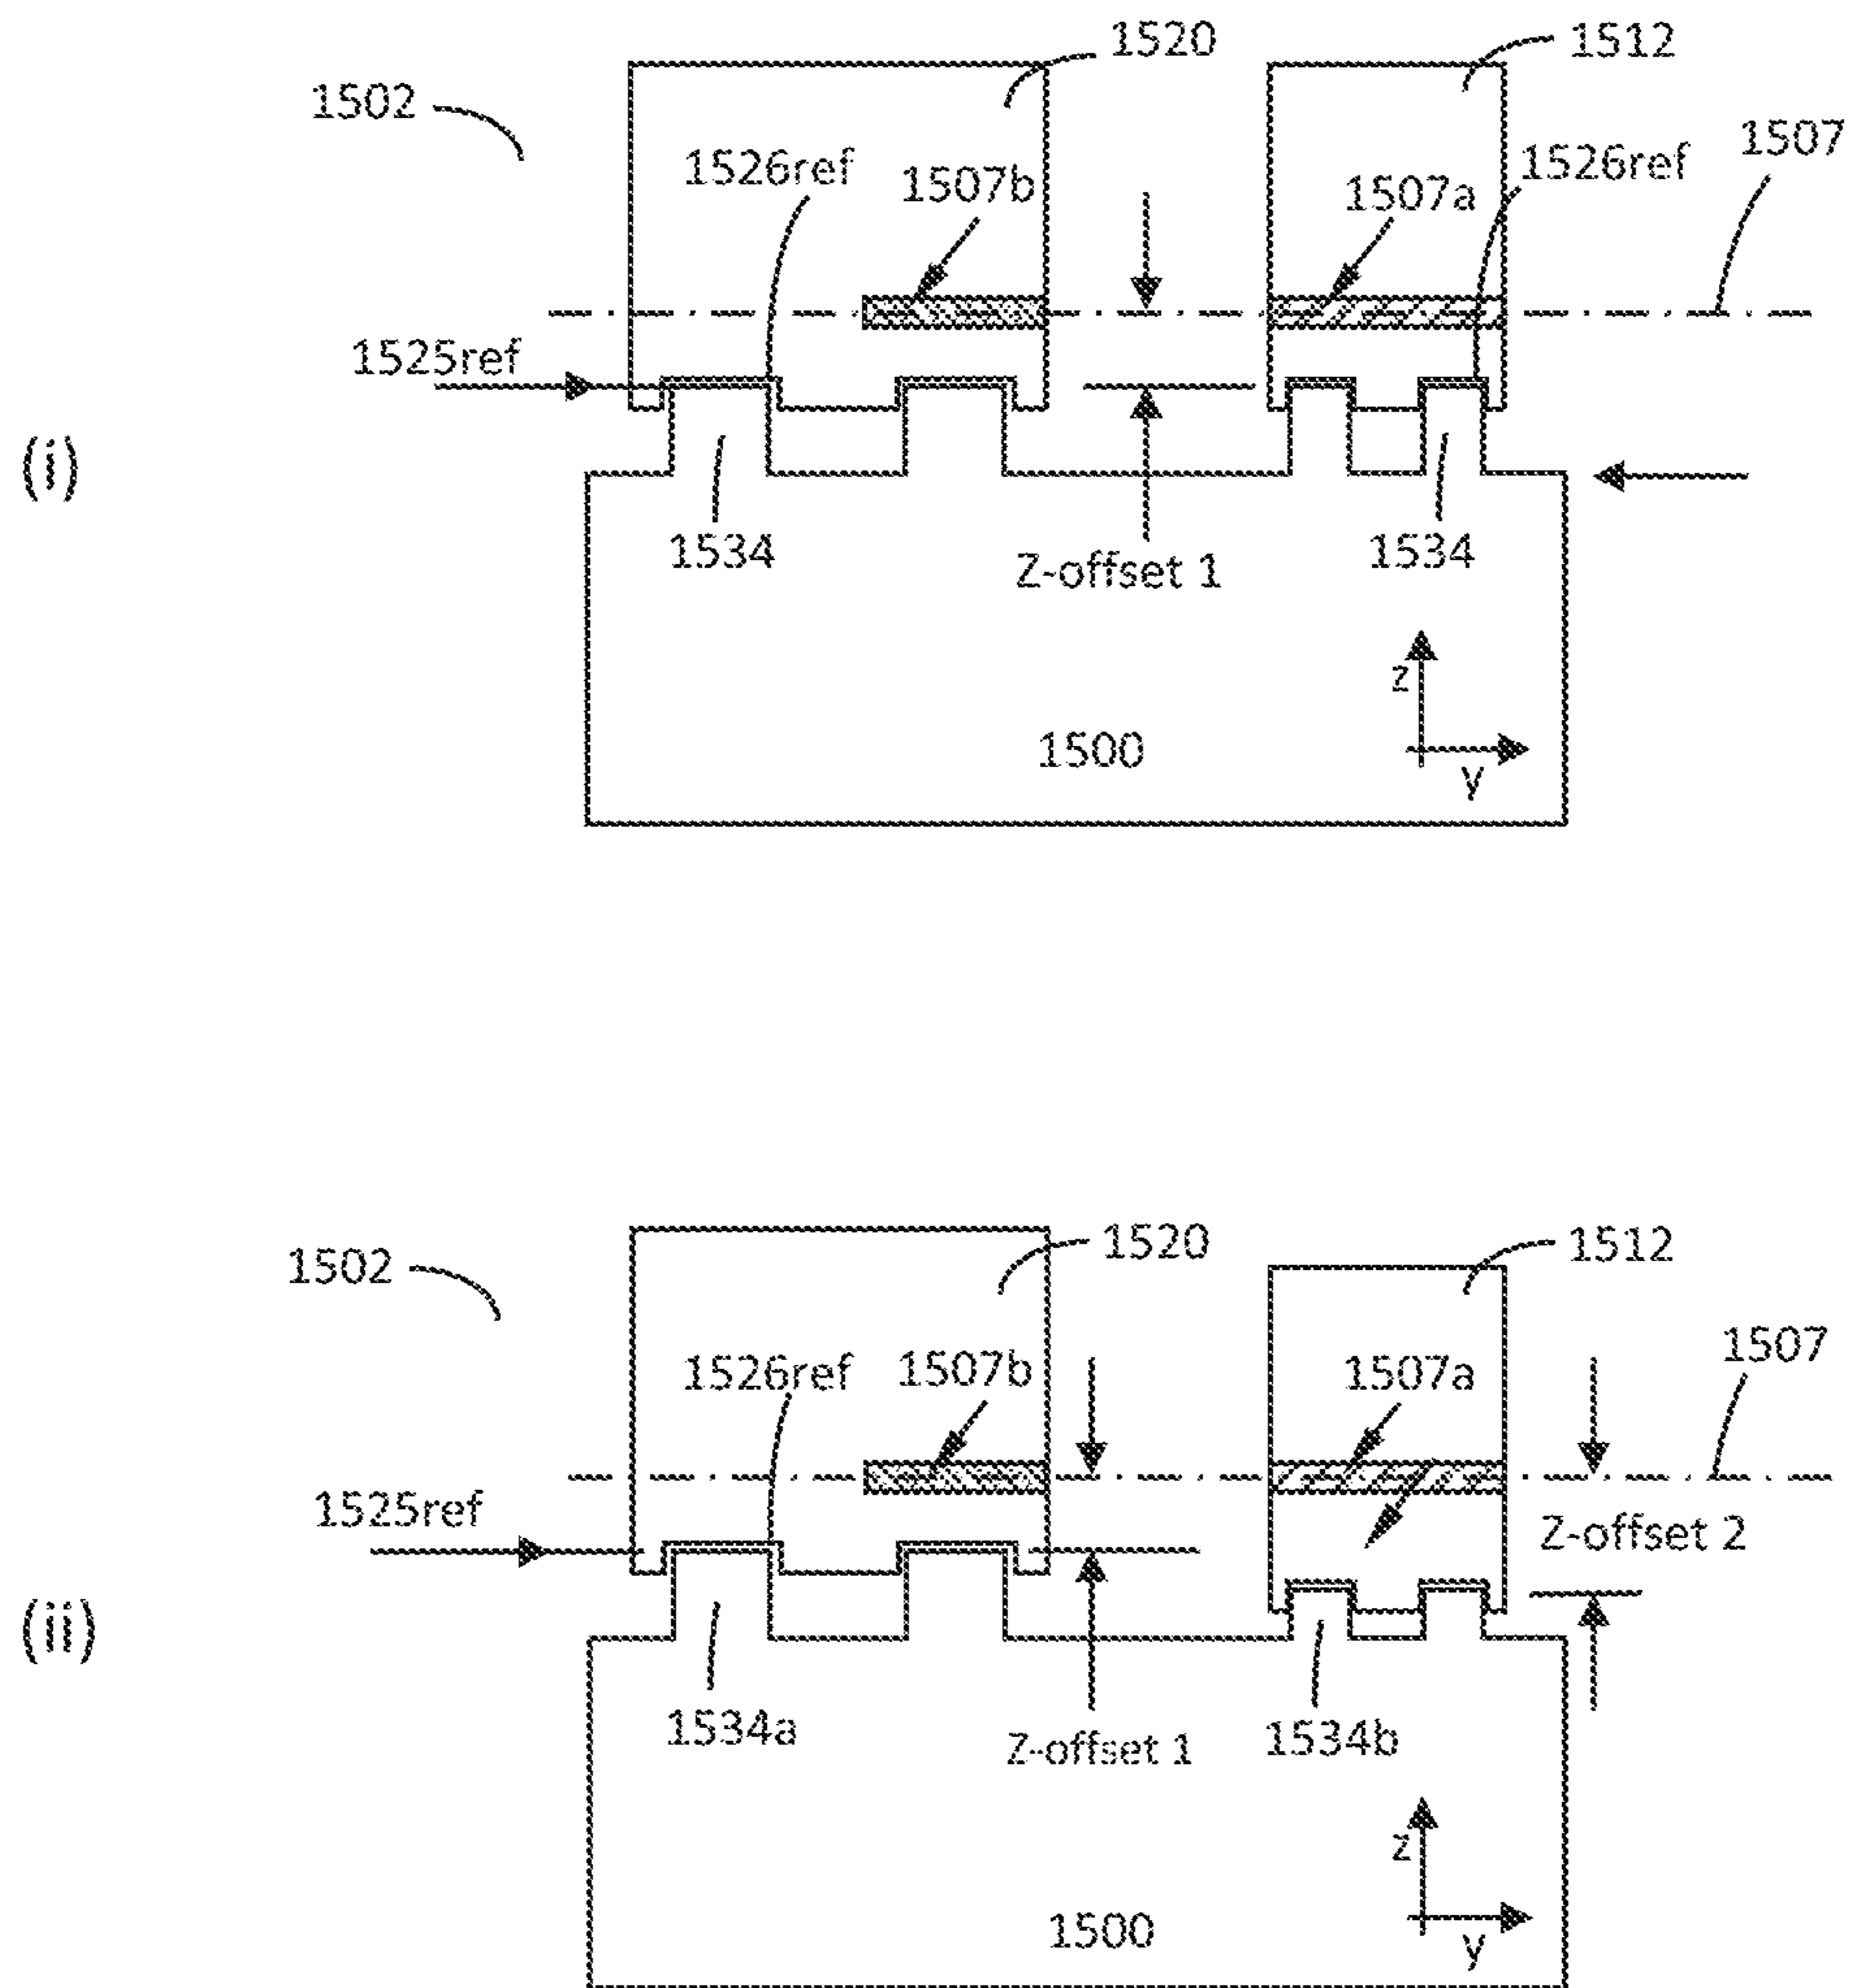 1520
1512
1502
1507
1526ref
1507b
1507a
1526ref
1525ref
(i)
1534
Z-offset 1
1534
z
1500
y
1520
1512
1502
1507
1526ref
1507b
1507a
1525ref
Z-offset 2
(ii)
1534a
Z-offset 1
1534b
z
1500
y